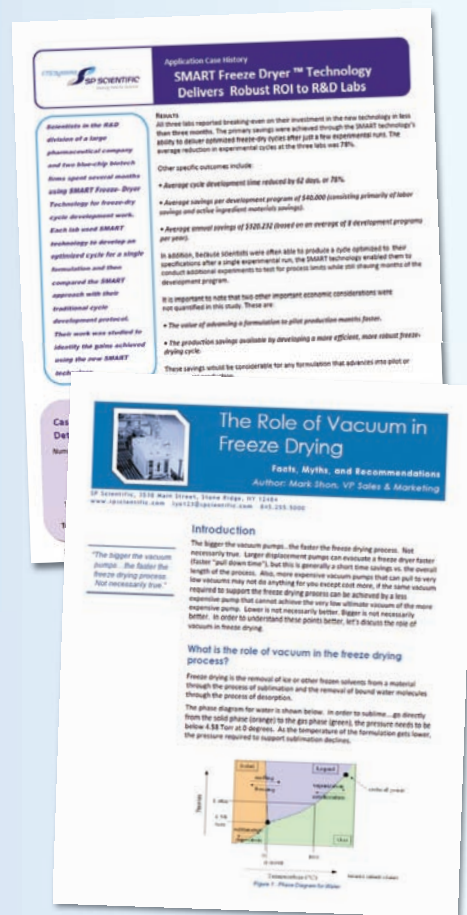 SP SCIENTIFIC
Application Case History
SMART Freeze Dryer™ Technology
Delivers Robust ROI to R&D Labs
Scientists in the R&D
division of a large
pharmaceutical company
and two blue-chip biotech
firms spent several months
using SMART Freeze- Dryer
Technology for freeze-dry
cycle development work.
Each lab used SMART
technology to develop an
optimized cycle for a single
formulation and then
compared the SMART
approach with their
traditional cycle
development protocol.
Their work was studied to
identify the gains achieved
using the new SMART
RESULTS
All three labs reported breaking-even on their investment in the new technology in less
than three months. The primary savings were achieved through the SMART technology's
ability to deliver optimized freeze-dry cycles after just a few experimental runs. The
average reduction in experimental cycles at the three labs was 78%.
Other specific outcomes include:
• Average cycle development time reduced by 62 days, or 76%.
• Average savings per development program of $40,000 (consisting primarily of labor
savings and active ingredient materials savings).
• Average annual savings of $320,232 (based on an average of 8 development programs
per year).
In addition, because scientists were often able to produce a cycle optimized to their
specifications after a single experimental run, the SMART technology enabled them to
conduct additional experiments to test for process limits while still shaving months off the
development program.
It is important to note that two other important economic considerations were
not quantified in this study. These are:
• The value of advancing a formulation to pilot production months faster.
• The production savings available by developing a more efficient, more robust freeze-
drying cycle.
These savings would be considerable for any formulation that advances into pilot or
The Role of Vacuum in
Freeze Drying
Facts, Myths, and Recommendations
Author: Mark Shon, VP Sales & Marketing
SP Scientific, 3538 Main Street, Stone Ridge, NY 12484
www.spscientific.com 845.255.5000
"The bigger the vacuum
pumps...the faster the
freeze drying process.
Not necessarily true."
Introduction
The bigger the vacuum pumps...the faster the freeze drying process. Not
necessarily true. Larger displacement pumps can evacuate a freeze dryer faster
(faster "pull down time"), but this is generally a short time savings vs. the overall
length of the process. Also, more expensive vacuum pumps that can pull to very
low vacuums may not do anything for you except cost more, if the same vacuum
required to support the freeze drying process can be achieved by a less
expensive pump that cannot achieve the very low ultimate vacuum of the more
expensive pump. Lower is not necessarily better. Bigger is not necessarily
better. In order to understand these points better, let's discuss the role of
vacuum in freeze drying.
What is the role of vacuum in the freeze drying
process?
Freeze drying is the removal of ice or other frozen solvents from a material
through the process of sublimation and the removal of bound water molecules
through the process of desorption.
The phase diagram for water is shown below. In order to sublime...go directly
from the solid phase (orange) to the gas phase (green), the pressure needs to be
below 4.58 Torr at 0 degrees. As the temperature of the formulation gets lower,
the pressure required to support sublimation declines.
Solid
Liquid
melting
freezing
critical point
Gas
Pressure
Temperature (°C)
Figure 1 - Phase Diagram for Water